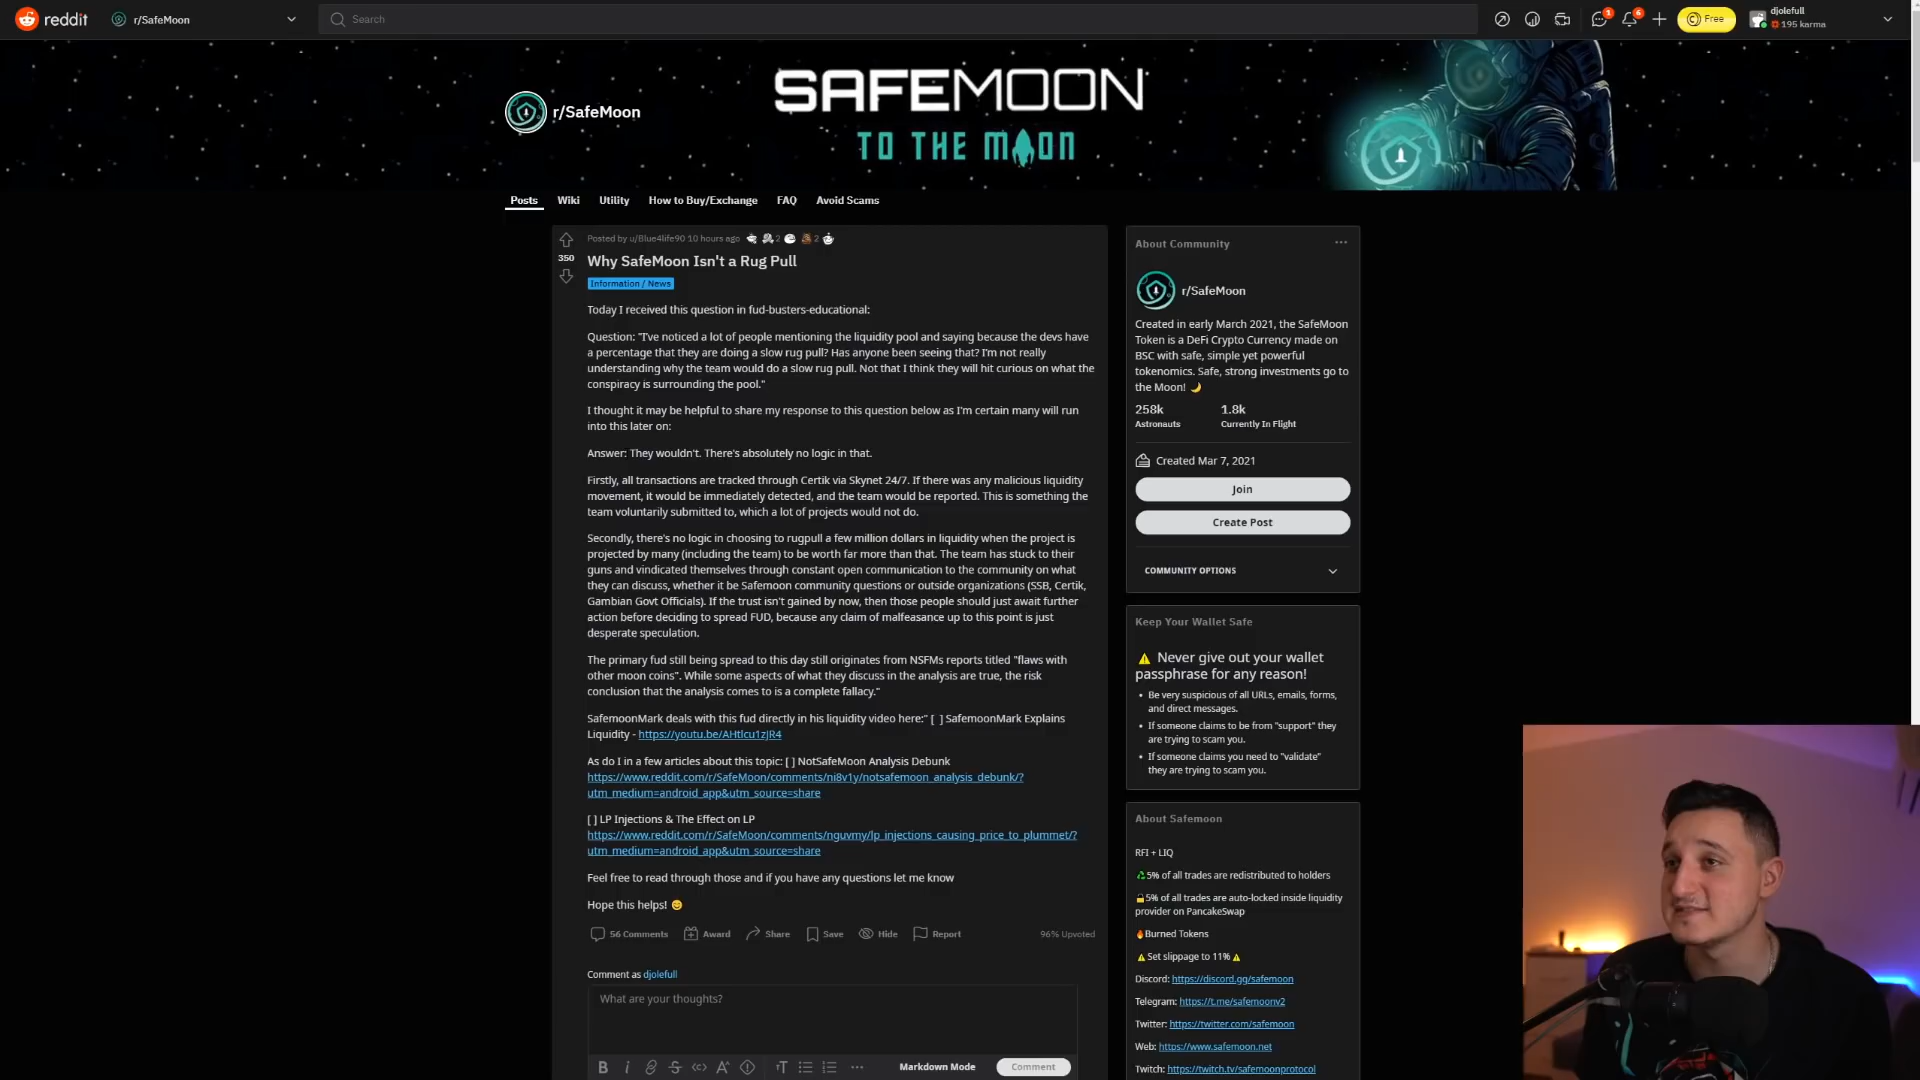 reddit
r/SafeMoon
Search
1
6
Free
djolefull
195 karma
SAFEMOON
TO THE MOON
r/SafeMoon
Posts
Wiki
Utility
How to Buy/Exchange
FAQ
Avoid Scams
Posted by u/Blue4life90 10 hours ago 2 2
350
Why SafeMoon Isn't a Rug Pull
Information / News
Today I received this question in fud-busters-educational:
Question: "I've noticed a lot of people mentioning the liquidity pool and saying because the devs have
a percentage that they are doing a slow rug pull? Has anyone been seeing that? I'm not really
understanding why the team would do a slow rug pull. Not that I think they will hit curious on what the
conspiracy is surrounding the pool."
I thought it may be helpful to share my response to this question below as I'm certain many will run
into this later on:
Answer: They wouldn't. There's absolutely no logic in that.
Firstly, all transactions are tracked through Certik via Skynet 24/7. If there was any malicious liquidity
movement, it would be immediately detected, and the team would be reported. This is something the
team voluntarily submitted to, which a lot of projects would not do.
Secondly, there's no logic in choosing to rugpull a few million dollars in liquidity when the project is
projected by many (including the team) to be worth far more than that. The team has stuck to their
guns and vindicated themselves through constant open communication to the community on what
they can discuss, whether it be Safemoon community questions or outside organizations (SSB, Certik,
Gambian Govt Officials). If the trust isn't gained by now, then those people should just await further
action before deciding to spread FUD, because any claim of malfeasance up to this point is just
desperate speculation.
The primary fud still being spread to this day still originates from NSFMs reports titled "flaws with
other moon coins". While some aspects of what they discuss in the analysis are true, the risk
conclusion that the analysis comes to is a complete fallacy."
SafemoonMark deals with this fud directly in his liquidity video here:" [ ] SafemoonMark Explains
Liquidity - https://youtu.be/AHtlcu1zJR4
As do I in a few articles about this topic: [ ] NotSafeMoon Analysis Debunk
https://www.reddit.com/r/SafeMoon/comments/ni8v1y/notsafemoon_analysis_debunk/?
utm_medium=android_app&utm_source=share
[ ] LP Injections & The Effect on LP
https://www.reddit.com/r/SafeMoon/comments/nguvmy/lp_injections_causing_price_to_plummet/?
utm_medium=android_app&utm_source=share
Feel free to read through those and if you have any questions let me know
Hope this helps! 😊
56 Comments
Award
Share
Save
Hide
Report
96% Upvoted
Comment as djolefull
What are your thoughts?
Markdown Mode
Comment
About Community
r/SafeMoon
Created in early March 2021, the SafeMoon
Token is a DeFi Crypto Currency made on
BSC with safe, simple yet powerful
tokenomics. Safe, strong investments go to
the Moon! 🌙
258k
1.8k
Astronauts
Currently In Flight
Created Mar 7, 2021
Join
Create Post
COMMUNITY OPTIONS
Keep Your Wallet Safe
⚠️ Never give out your wallet
passphrase for any reason!
• Be very suspicious of all URLs, emails, forms,
and direct messages.
• If someone claims to be from "support" they
are trying to scam you.
• If someone claims you need to "validate"
they are trying to scam you.
About Safemoon
RFI + LIQ
♻️5% of all trades are redistributed to holders
🔒5% of all trades are auto-locked inside liquidity
provider on PancakeSwap
🔥Burned Tokens
⚠️Set slippage to 11%⚠️
Discord: https://discord.gg/safemoon
Telegram: https://t.me/safemoonv2
Twitter: https://twitter.com/safemoon
Web: https://www.safemoon.net
Twitch: https://twitch.tv/safemoonprotocol